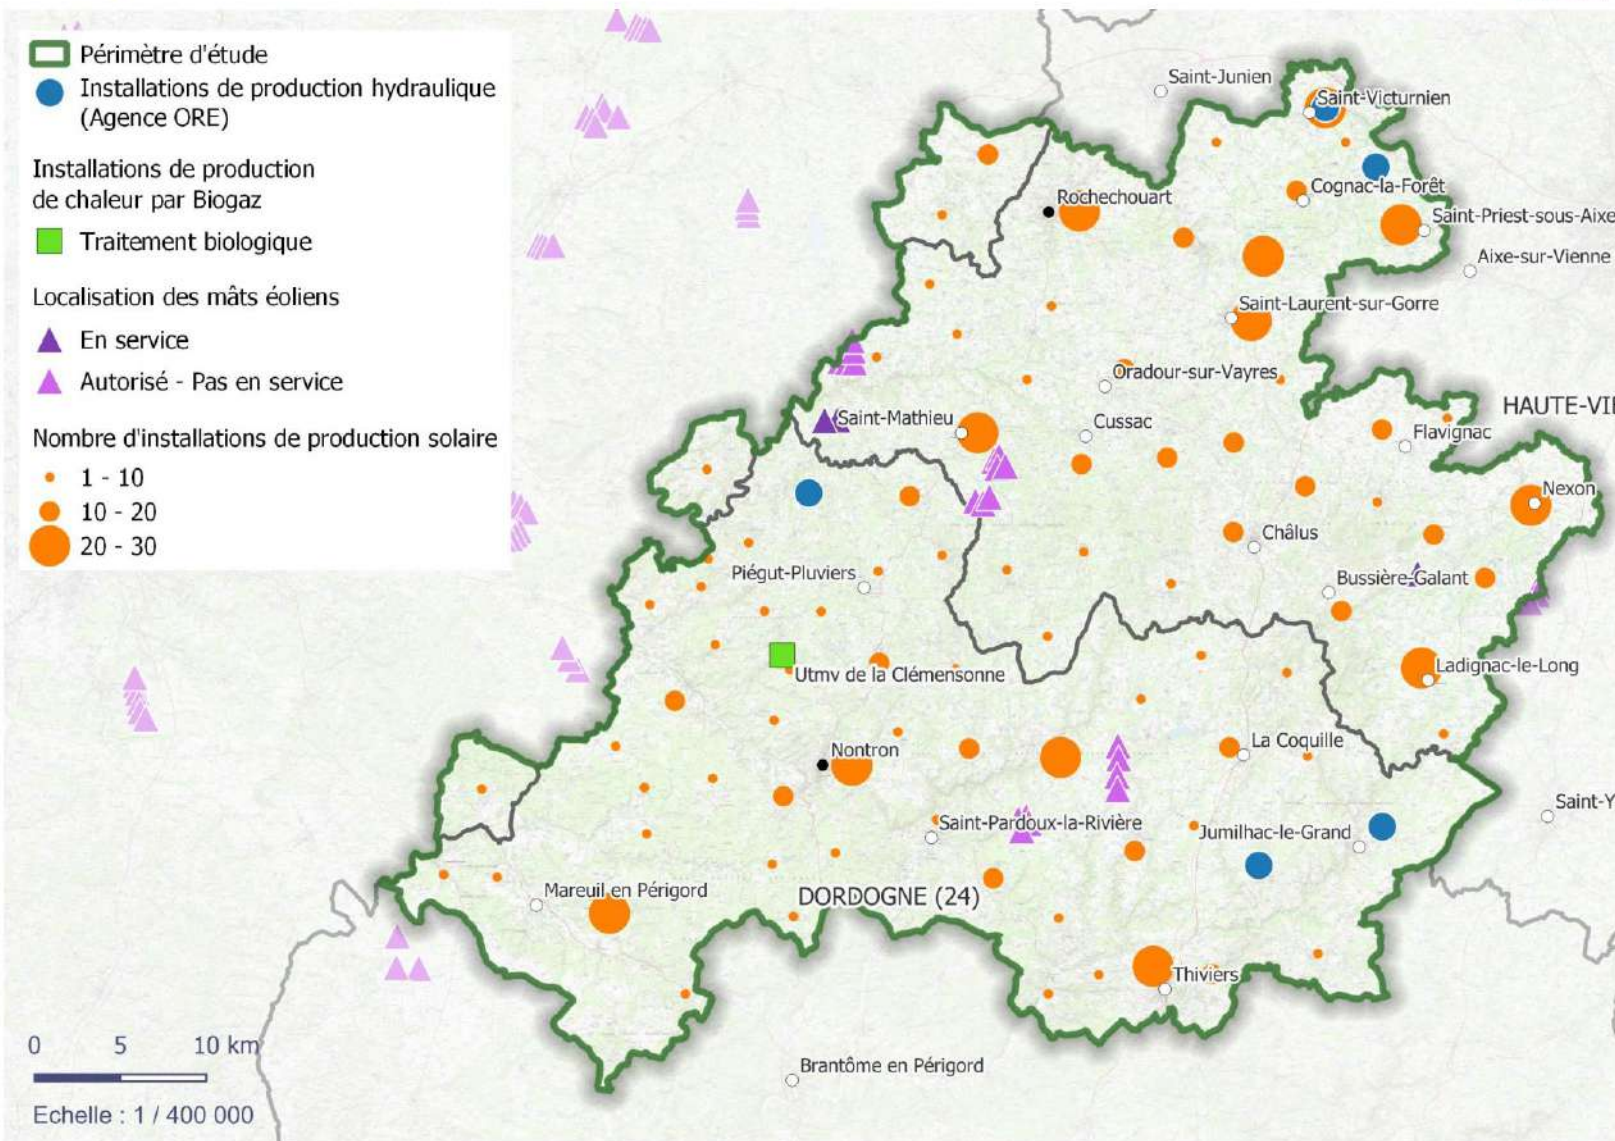 Périmètre d'étude
Installations de production hydraulique
(Agence ORE)
Installations de production
de chaleur par Biogaz
Traitement biologique
Localisation des mâts éoliens
En service
Autorisé - Pas en service
Nombre d'installations de production solaire
1 - 10
10 - 20
20 - 30
Saint-Junien
Saint-Victurnien
Cognac-la-Forêt
Rochechouart
Saint-Priest-sous-Aixe
Aixe-sur-Vienne
Saint-Laurent-sur-Gorre
Oradour-sur-Vayres
HAUTE-VIE
Saint-Mathieu
Cussac
Flavignac
Nexon
Châlus
Piégut-Pluviers
Bussière-Galant
Utmv de la Clémensonne
Ladignac-le-Long
La Coquille
Nontron
Saint-Y
Saint-Pardoux-la-Rivière
Jumilhac-le-Grand
Mareuil en Périgord
DORDOGNE (24)
Thiviers
Brantôme en Périgord
0 5 10 km
Echelle : 1 / 400 000